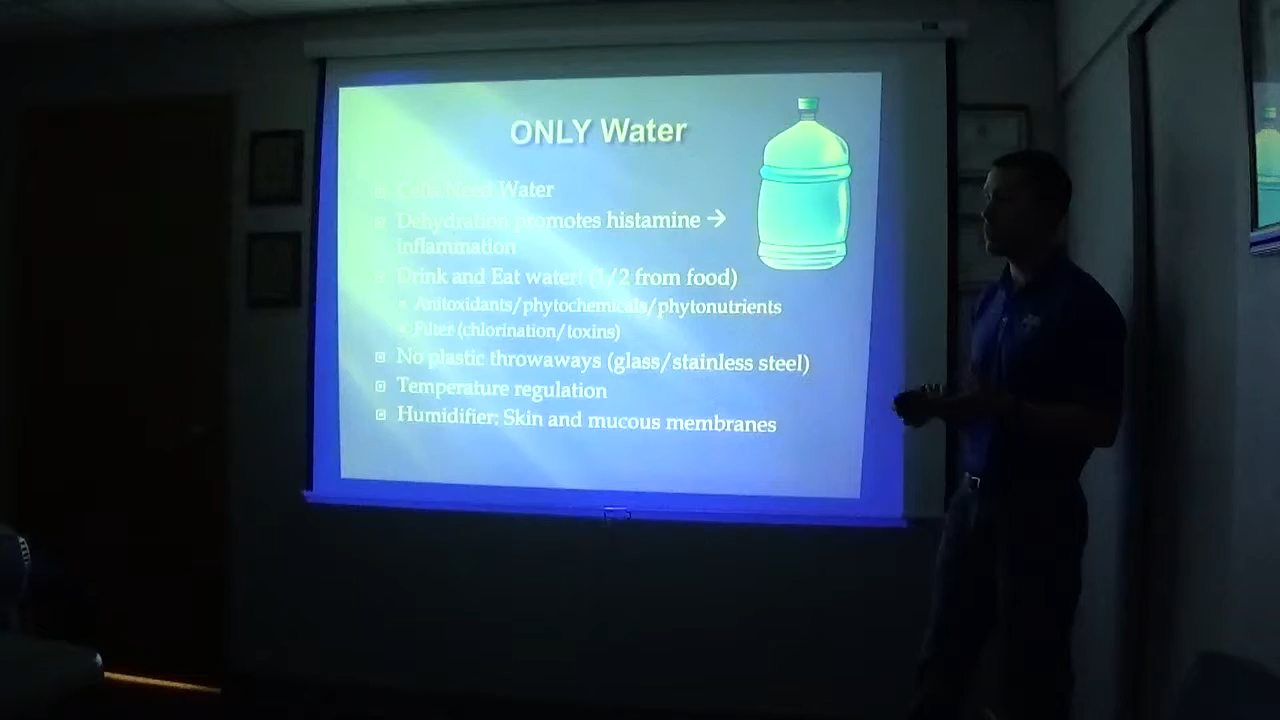 ONLY Water
Cells Need Water
Dehydration promotes histamine →
inflammation
Drink and Eat water! (1/2 from food)
Anitoxidants/phytochemicals/phytonutrients
Filter (chlorination/toxins)
No plastic throwaways (glass/stainless steel)
Temperature regulation
Humidifier: Skin and mucous membranes